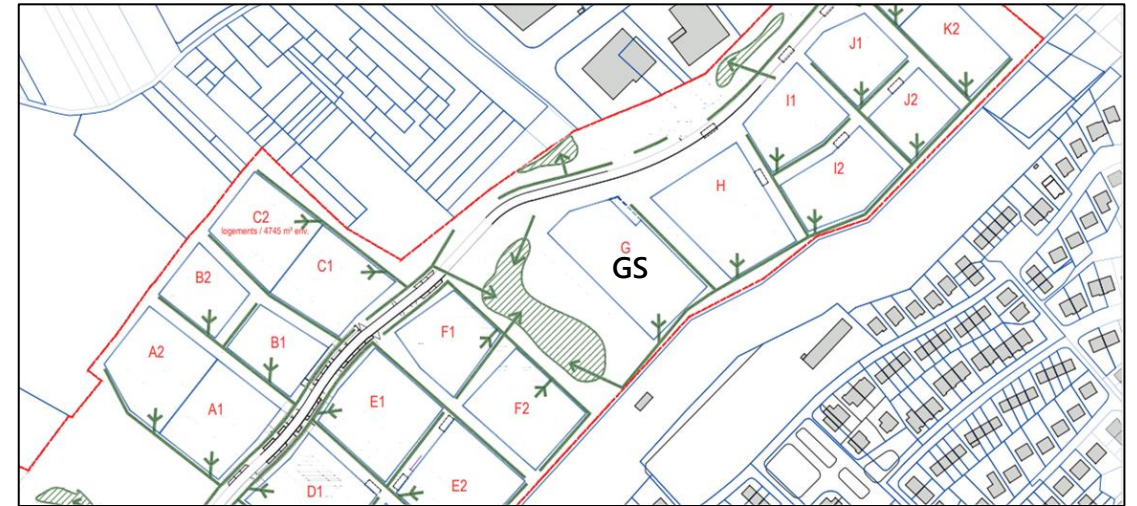 K2
J1
J2
I1
I2
H
C2
logements / 4745 m² env.
C1
G
GS
B2
B1
F1
A2
F2
E1
A1
E2
D1